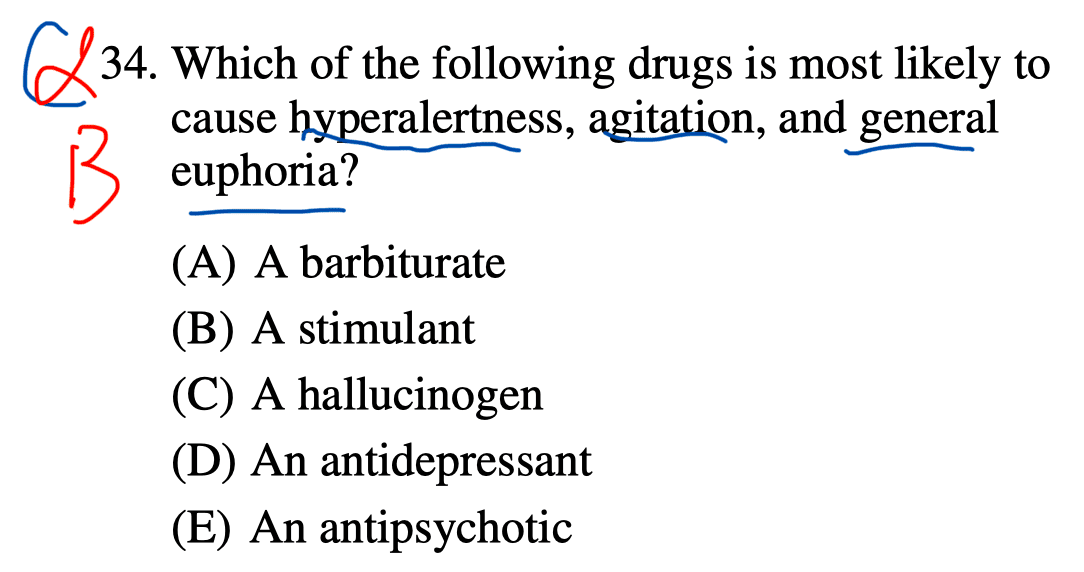 34. Which of the following drugs is most likely to
cause hyperalertness, agitation, and general
euphoria?
B
(A) A barbiturate
(B) A stimulant
(C) A hallucinogen
(D) An antidepressant
(E) An antipsychotic